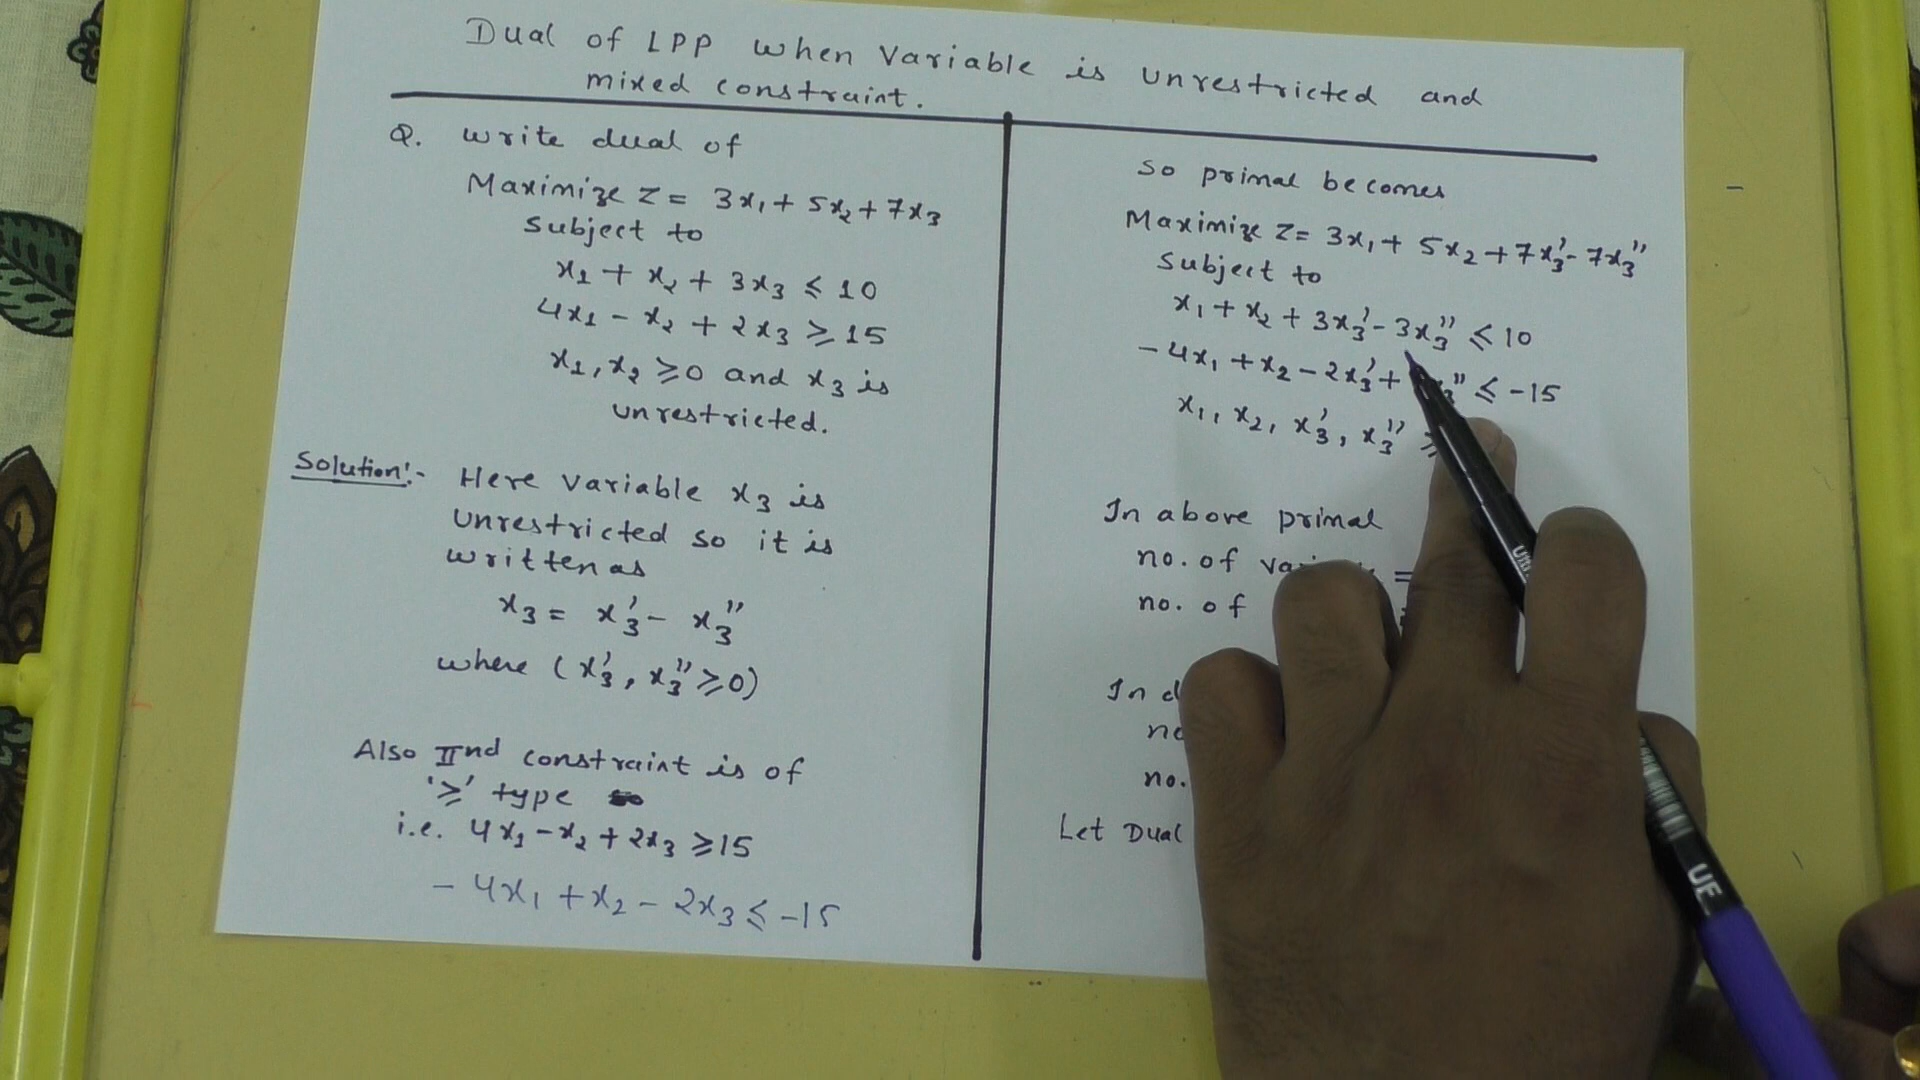 Dual of LPP when variable is unrestricted and
mixed constraint.
Q. write dual of
Maximize Z = 3x₁ + 5x₂ + 7x₃
Subject to
x₁ + x₂ + 3x₃ ≤ 10
4x₁ - x₂ + 2x₃ ≥ 15
x₁, x₂ ≥ 0 and x₃ is
unrestricted.
Solution:- Here variable x₃ is
unrestricted so it is
written as
x₃ = x₃' - x₃''
where (x₃', x₃'' ≥ 0)
Also IInd constraint is of
'≥' type
i.e. 4x₁ - x₂ + 2x₃ ≥ 15
- 4x₁ + x₂ - 2x₃ ≤ -15
So primal becomes
Maximize Z = 3x₁ + 5x₂ + 7x₃' - 7x₃''
Subject to
x₁ + x₂ + 3x₃' - 3x₃'' ≤ 10
- 4x₁ + x₂ - 2x₃' + ₃'' ≤ -15
x₁, x₂, x₃', x₃'' ≥
In above primal
no. of =
no. of
In
no.
Let Dual
UE